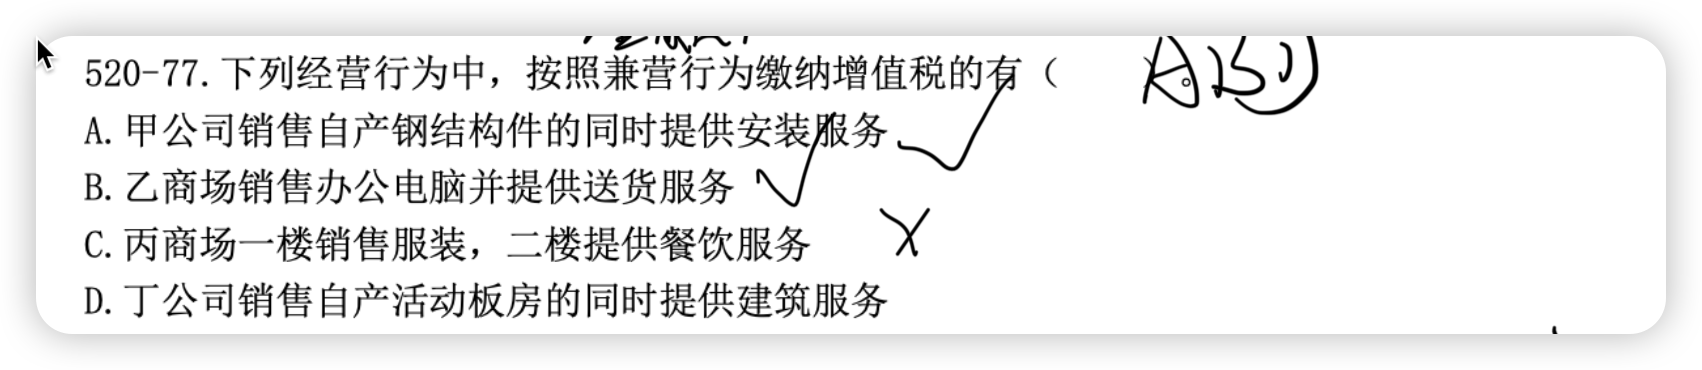 520-77. 下列经营行为中，按照兼营行为缴纳增值税的有（ ）。 ABD
A. 甲公司销售自产钢结构件的同时提供安装服务
B. 乙商场销售办公电脑并提供送货服务
C. 丙商场一楼销售服装，二楼提供餐饮服务
D. 丁公司销售自产活动板房的同时提供建筑服务